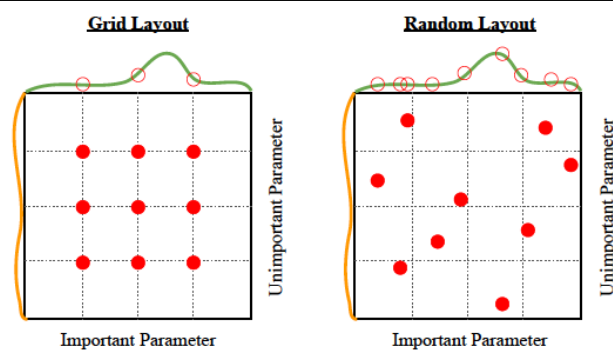 Grid Layout
Unimportant Parameter
Important Parameter
Random Layout
Unimportant Parameter
Important Parameter